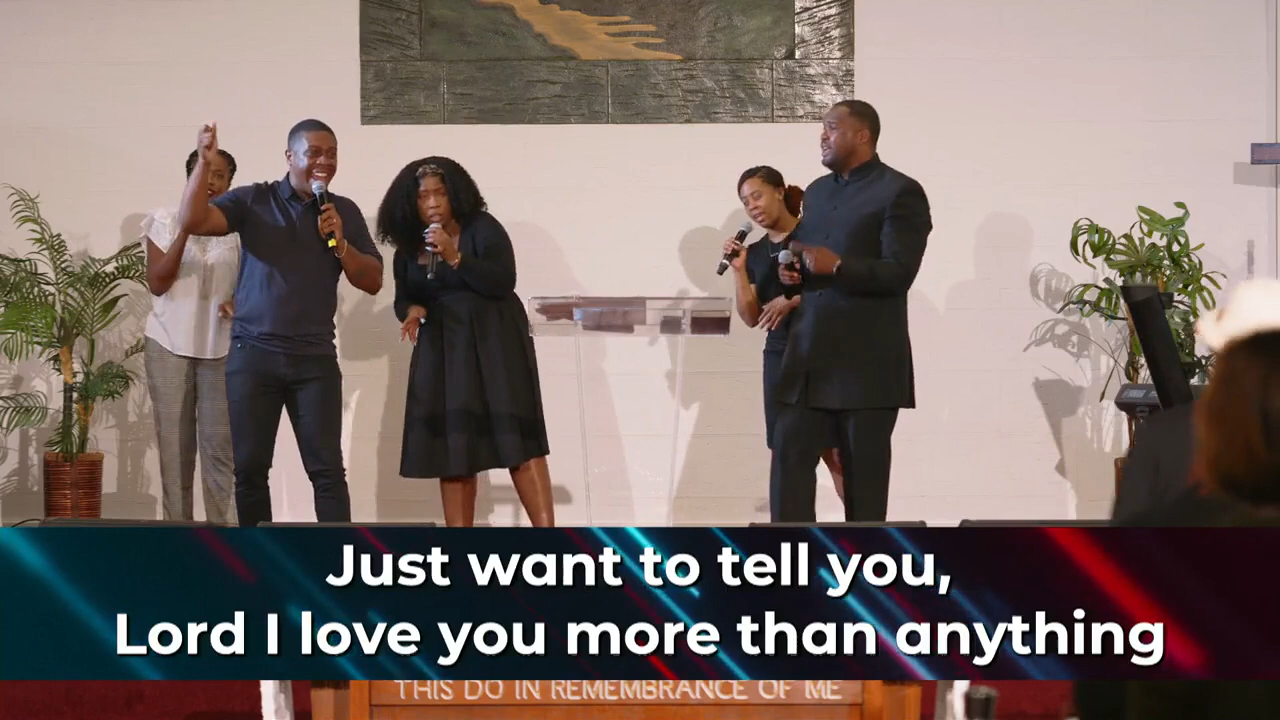 Just want to tell you,
Lord I love you more than anything
THIS DO IN REMEMBRANCE OF ME